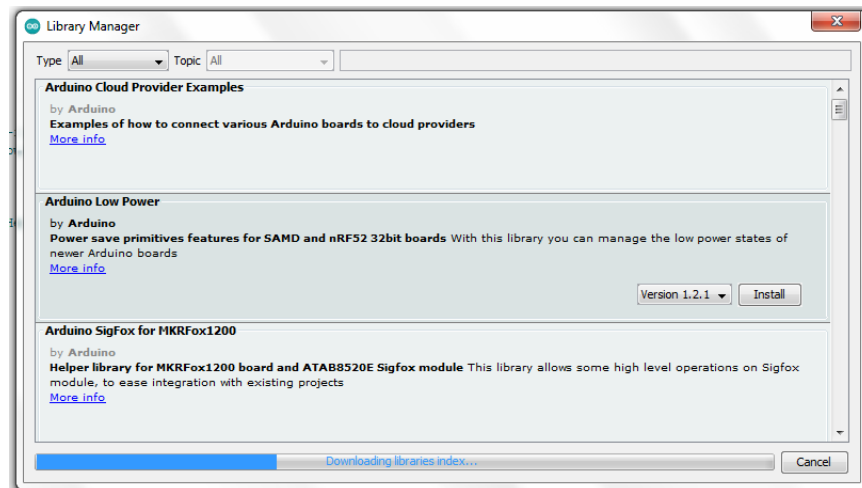 Library Manager
Type All Topic All
Arduino Cloud Provider Examples
by Arduino
Examples of how to connect various Arduino boards to cloud providers
More info
Arduino Low Power
by Arduino
Power save primitives features for SAMD and nRF52 32bit boards With this library you can manage the low power states of
newer Arduino boards
More info
Version 1.2.1 Install
Arduino SigFox for MKRFox1200
by Arduino
Helper library for MKRFox1200 board and ATAB8520E Sigfox module This library allows some high level operations on Sigfox
module, to ease integration with existing projects
More info
Downloading libraries index...
Cancel